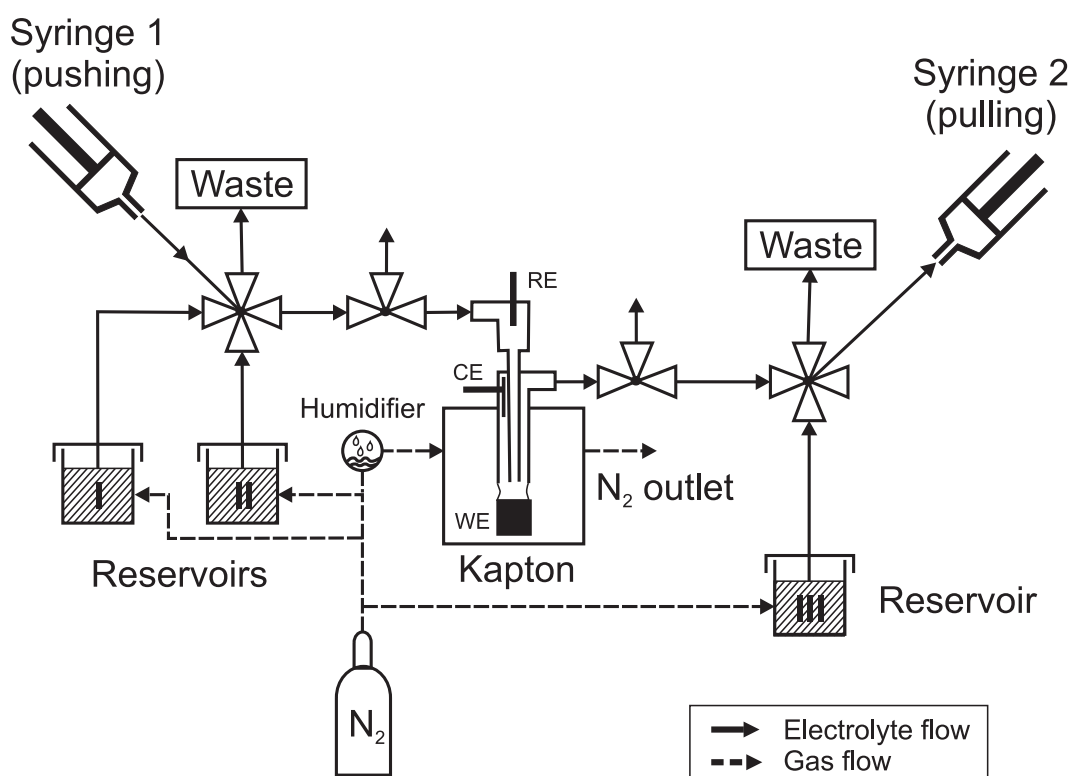 Syringe 1
(pushing)
Syringe 2
(pulling)
Waste
Waste
RE
CE
Humidifier
N2 outlet
WE
I
II
Kapton
Reservoirs
III
Reservoir
N2
Electrolyte flow
Gas flow